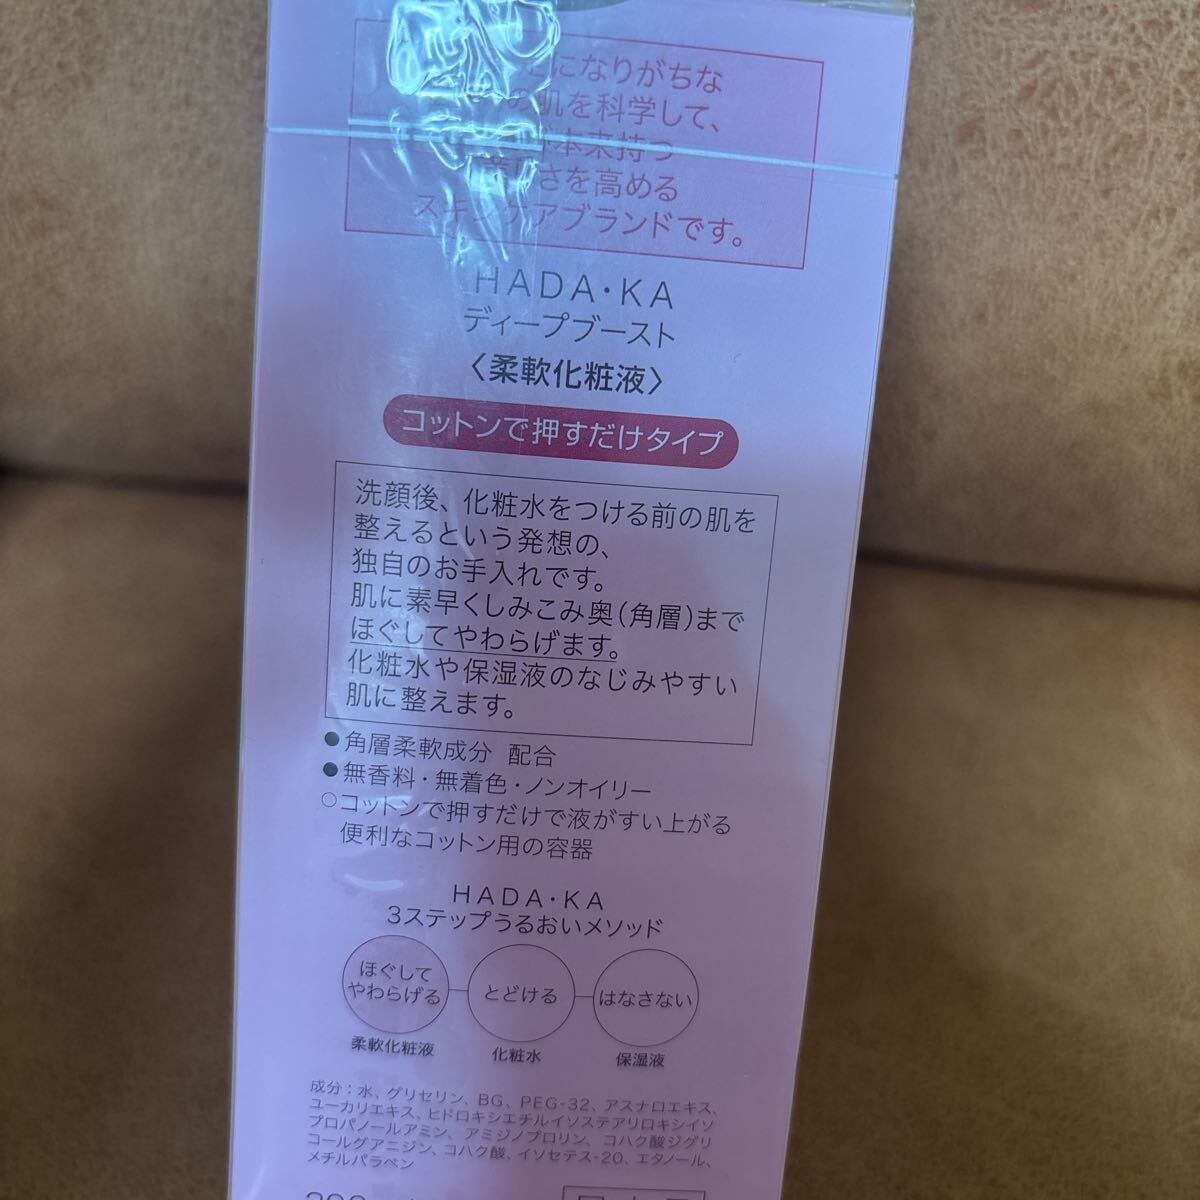 になりがちな
肌を科学して、
本来持つ
さを高める
スキンケアブランドです。
HADA・KA
ディープブースト
〈柔軟化粧液〉
コットンで押すだけタイプ
洗顔後、化粧水をつける前の肌を
整えるという発想の、
独自のお手入れです。
肌に素早くしみこみ奥(角層)まで
ほぐしてやわらげます。
化粧水や保湿液のなじみやすい
肌に整えます。
●角層柔軟成分 配合
●無香料・無着色・ノンオイリー
○コットンで押すだけで液がすい上がる
便利なコットン用の容器
HADA・KA
3ステップうるおいメソッド
ほぐして
やわらげる
とどける
はなさない
柔軟化粧液
化粧水
保湿液
成分:水、グリセリン、BG、PEG-32、アスナロエキス、
ユーカリエキス、ヒドロキシエチルイソステアリロキシイソ
プロパノールアミン、アミジノプロリン、コハク酸ジグリ
コールグアニジン、コハク酸、イソセテス-20、エタノール、
メチルパラベン